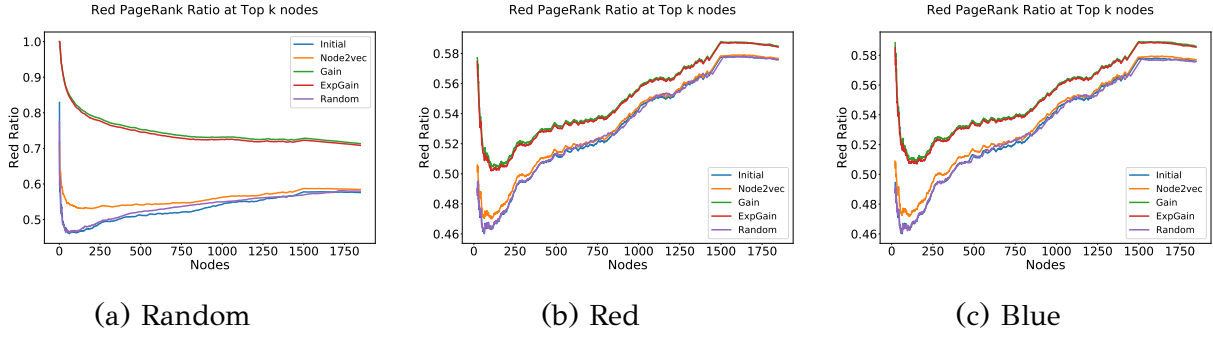 Red PageRank Ratio at Top k nodes
Red Ratio
1.0
0.9
0.8
0.7
0.6
0.5
Initial
Node2vec
Gain
ExpGain
Random
0 250 500 750 1000 1250 1500 1750
Nodes
(a) Random
Red PageRank Ratio at Top k nodes
Red Ratio
0.58
0.56
0.54
0.52
0.50
0.48
0.46
Initial
Node2vec
Gain
ExpGain
Random
0 250 500 750 1000 1250 1500 1750
Nodes
(b) Red
Red PageRank Ratio at Top k nodes
Red Ratio
0.58
0.56
0.54
0.52
0.50
0.48
0.46
Initial
Node2vec
Gain
ExpGain
Random
0 250 500 750 1000 1250 1500 1750
Nodes
(c) Blue